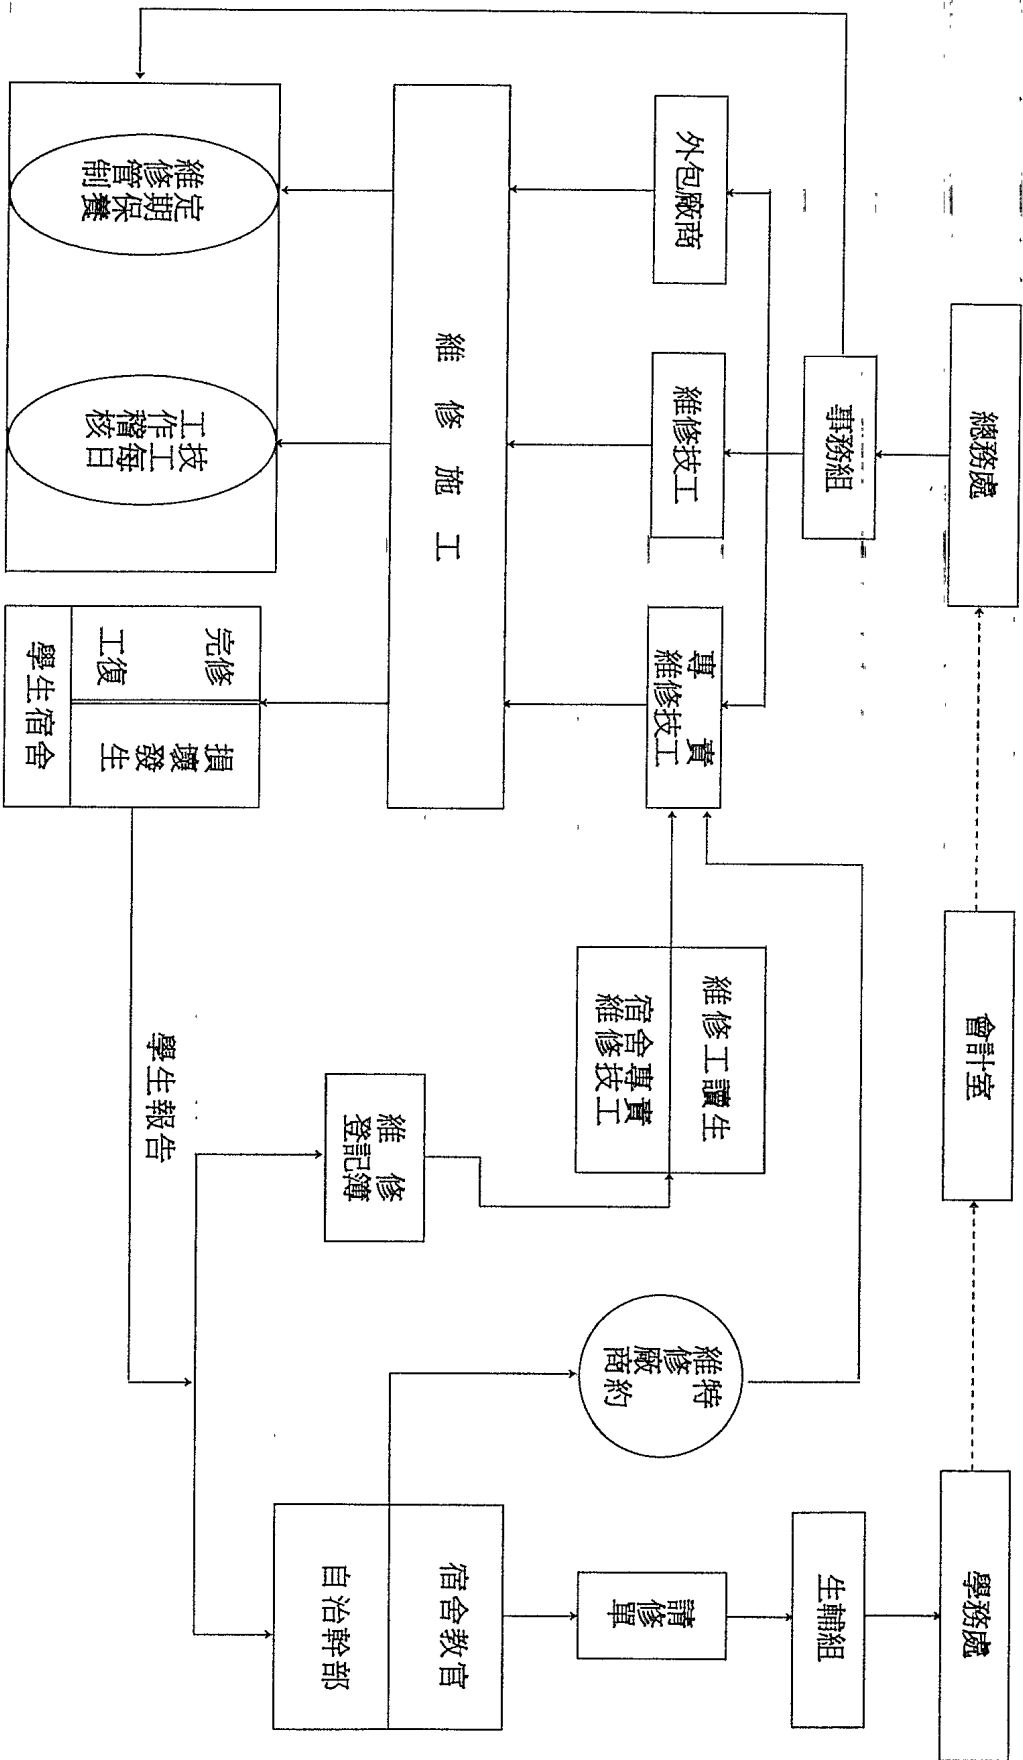 總務處
會計室
學務處
事務組
生輔組
外包廠商
維修技工
專 責
維修技工
維修工讀生
宿舍專責
維修技工
特約
維修廠商
請修單
維 修 施 工
維 修
登記簿
宿舍教官
自治幹部
定期保養
維修管制
技工每日
工作稽核
修復
完工
損壞發生
學生宿舍
學生報告